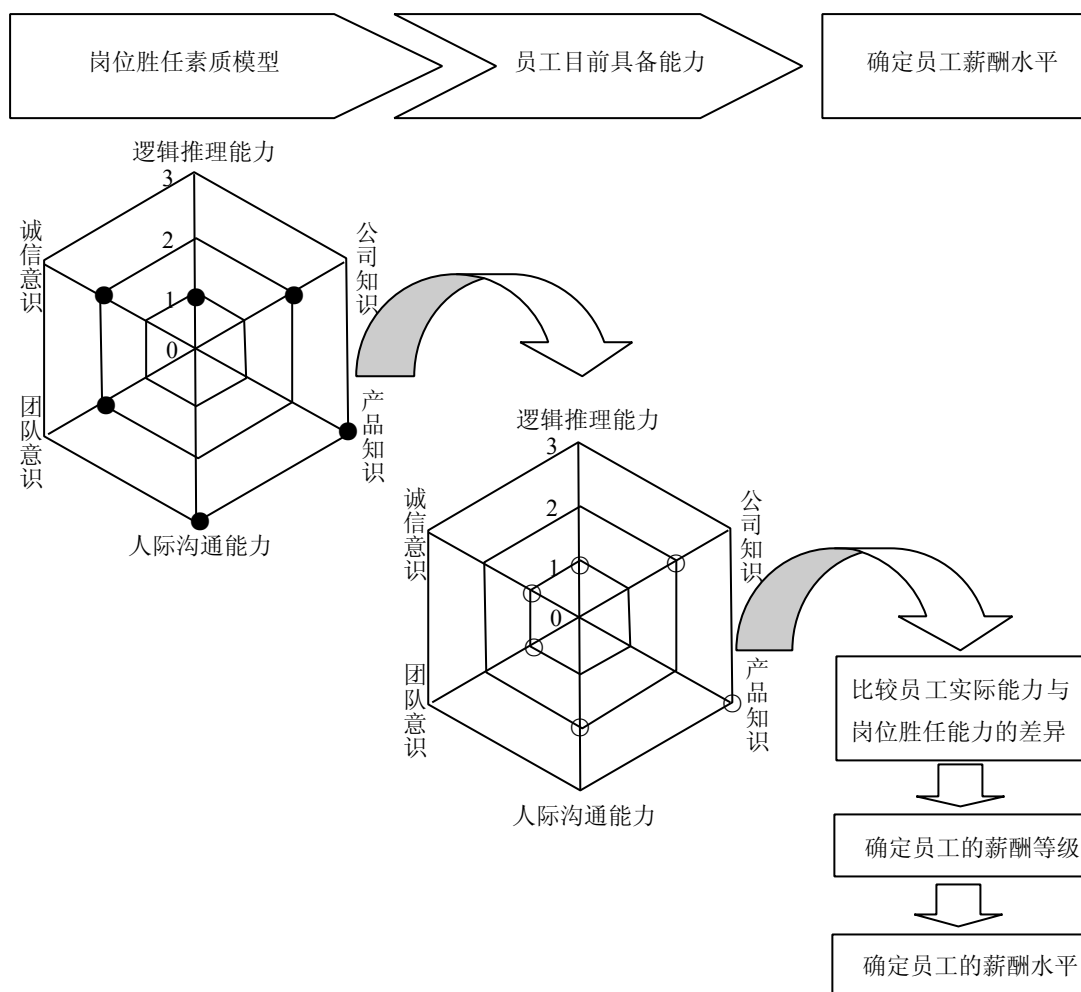 岗位胜任素质模型
员工目前具备能力
确定员工薪酬水平
逻辑推理能力
3
2
1
0
诚信意识
公司知识
团队意识
产品知识
人际沟通能力
逻辑推理能力
3
2
1
0
诚信意识
公司知识
团队意识
产品知识
人际沟通能力
比较员工实际能力与
岗位胜任能力的差异
确定员工的薪酬等级
确定员工的薪酬水平